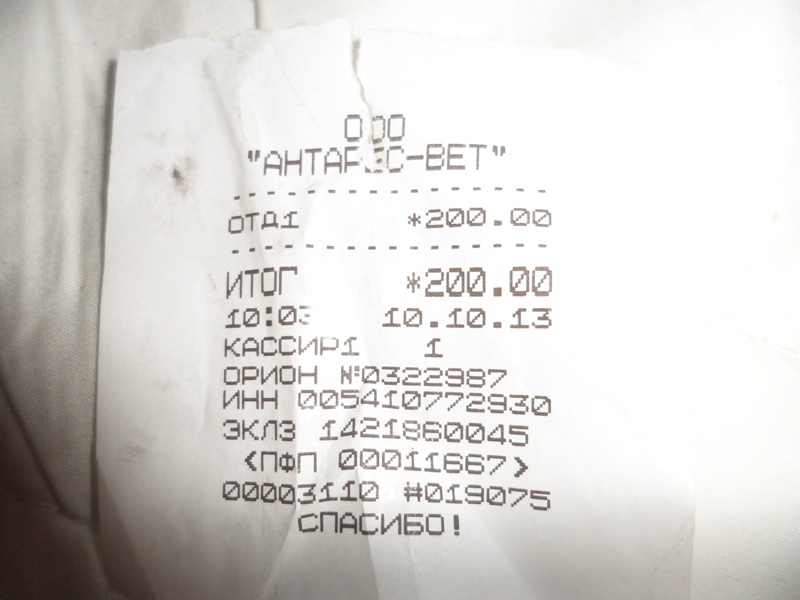 ООО
"АНТАРЕС-ВЕТ"
ОТД1 *200.00
ИТОГ *200.00
10:03 10.10.13
КАССИР1 1
ОРИОН №0322987
ИНН 005410772930
ЭКЛЗ 1421860045
<ПФП 00011667>
00003110 #019075
СПАСИБО!